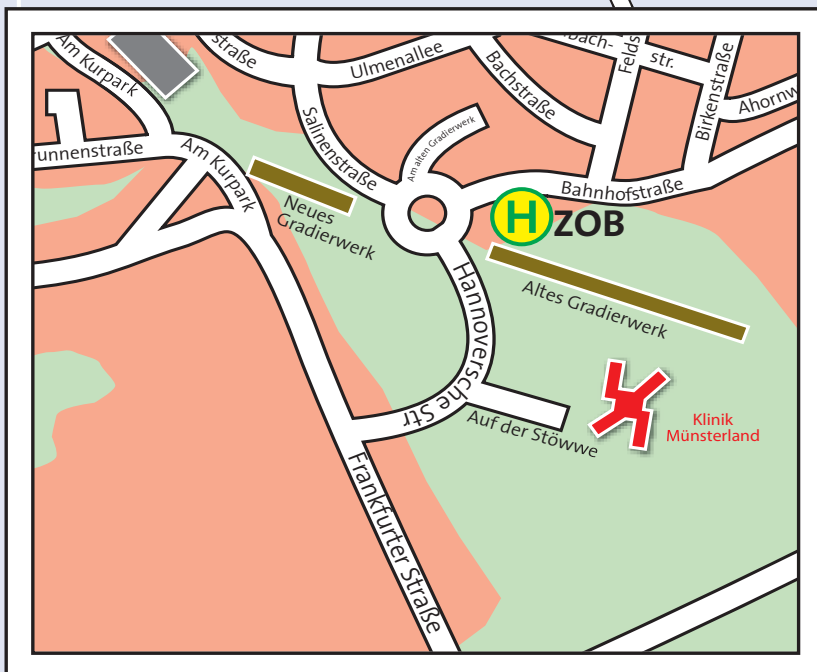 Am Kurpark
straße
Ulmenallee
Bachstraße
bach-
str.
Felds
Birkenstraße
Ahornw
runnenstraße
Am Kurpark
Salinenstraße
Am alten Gradierwerk
Bahnhofstraße
Neues
Gradierwerk
H ZOB
Altes Gradierwerk
Hannoversche Str
Auf der Stöwwe
Klinik
Münsterland
Frankfurter Straße